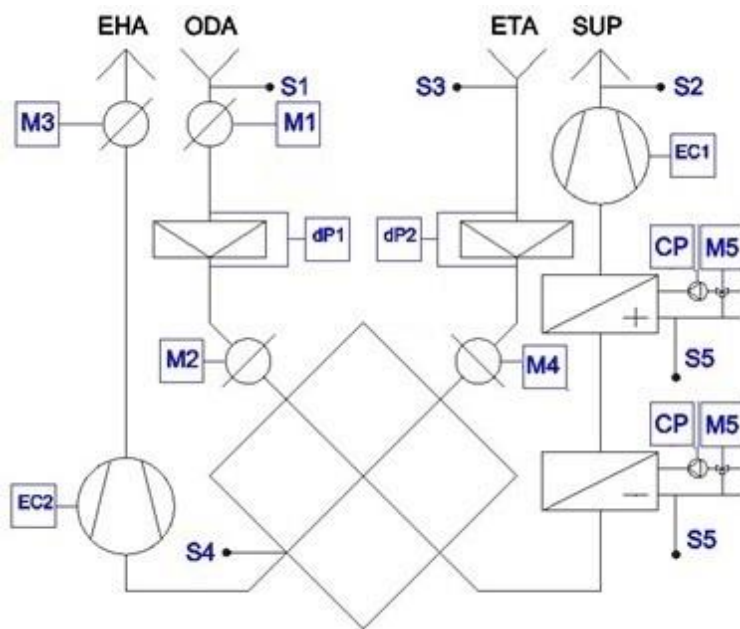 EHA ODA ETA SUP
S1 S3 S2
M3 M1
EC1
dP1 dP2
CP M5
+
M2 M4 S5
CP M5
EC2 -
S4 S5